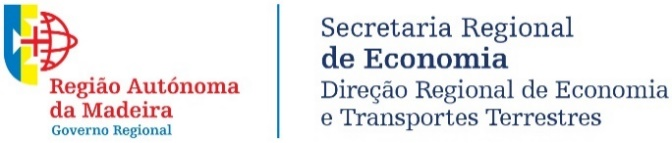 Região Autónoma
da Madeira
Governo Regional
Secretaria Regional
de Economia
Direção Regional de Economia
e Transportes Terrestres